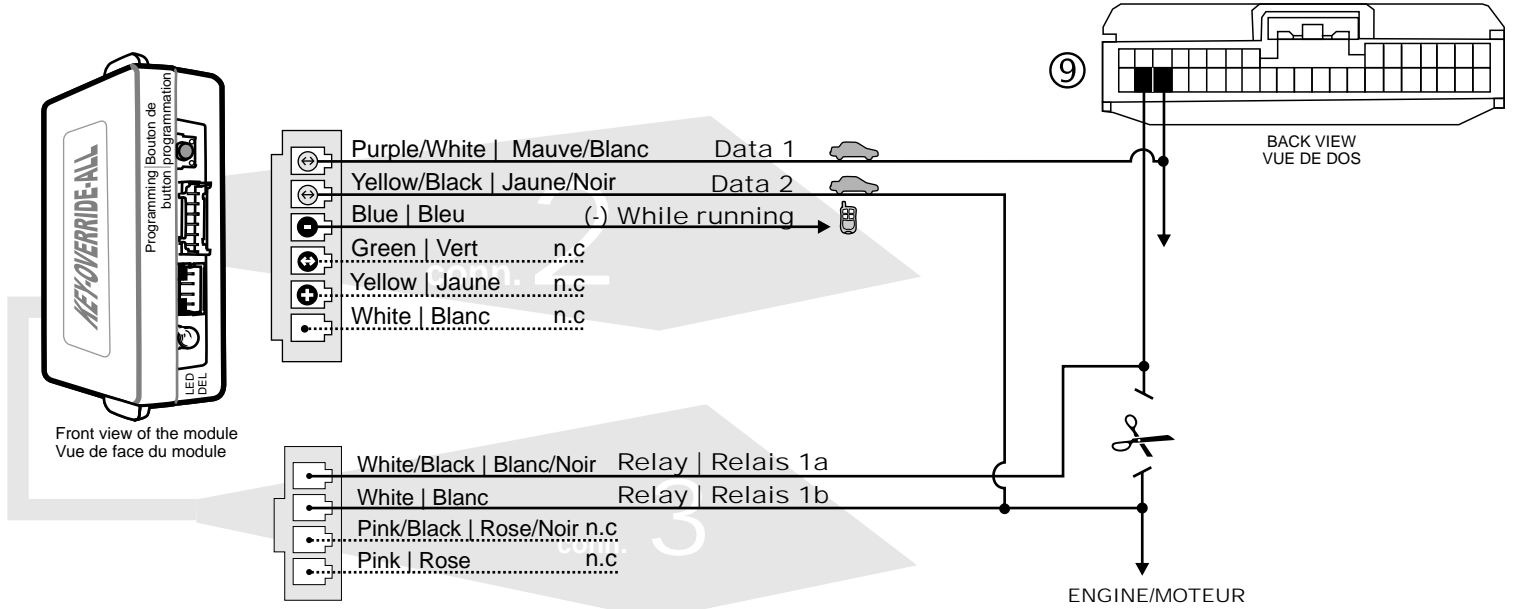 Programming | Bouton de
button | programmation
KEY-OVERRIDE-ALL
LED
DEL
Front view of the module
Vue de face du module
conn. 2
Purple/White | Mauve/Blanc Data 1
Yellow/Black | Jaune/Noir Data 2
Blue | Bleu (-) While running
Green | Vert n.c
Yellow | Jaune n.c
White | Blanc n.c
⑨
BACK VIEW
VUE DE DOS
conn. 3
White/Black | Blanc/Noir Relay | Relais 1a
White | Blanc Relay | Relais 1b
Pink/Black | Rose/Noir n.c
Pink | Rose n.c
ENGINE/MOTEUR